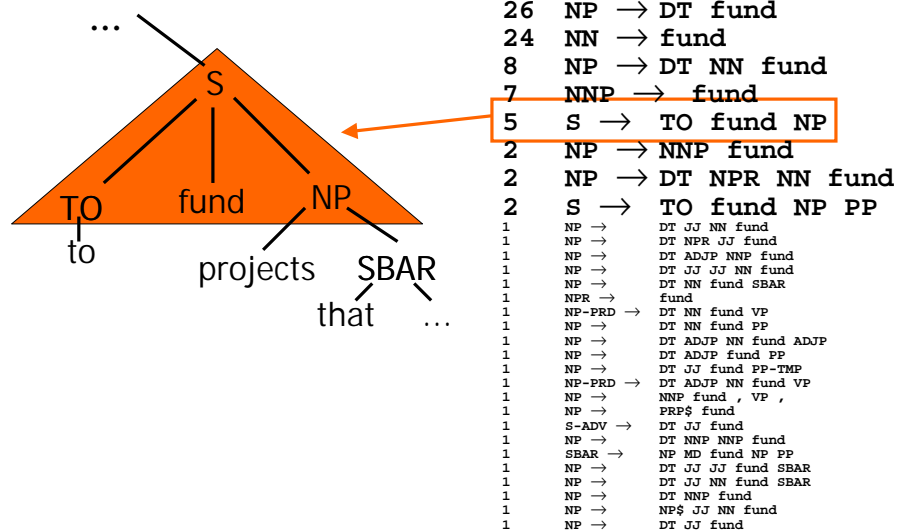 ...
S
TO fund NP
to
projects SBAR
that ...
26 NP → DT fund
24 NN → fund
8 NP → DT NN fund
7 NNP → fund
5 S → TO fund NP
2 NP → NNP fund
2 NP → DT NPR NN fund
2 S → TO fund NP PP
1 NP → DT JJ NN fund
1 NP → DT NPR JJ fund
1 NP → DT ADJP NNP fund
1 NP → DT JJ JJ NN fund
1 NP → DT NN fund SBAR
1 NPR → fund
1 NP-PRD → DT NN fund VP
1 NP → DT NN fund PP
1 NP → DT ADJP NN fund ADJP
1 NP → DT ADJP fund PP
1 NP → DT JJ fund PP-TMP
1 NP-PRD → DT ADJP NN fund VP
1 NP → NNP fund , VP ,
1 NP → PRP$ fund
1 S-ADV → DT JJ fund
1 NP → DT NNP NNP fund
1 SBAR → NP MD fund NP PP
1 NP → DT JJ JJ fund SBAR
1 NP → DT JJ NN fund SBAR
1 NP → DT NNP fund
1 NP → NP$ JJ NN fund
1 NP → DT JJ fund